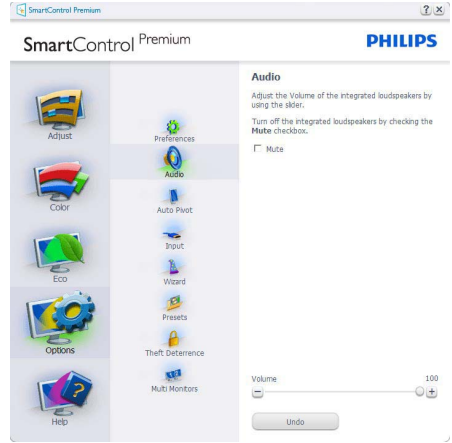 SmartControl Premium
SmartControl Premium
PHILIPS
Adjust
Color
Eco
Options
Help
Preferences
Audio
Auto Pivot
Input
Wizard
Presets
Theft Deterrence
Multi Monitors
Audio
Adjust the Volume of the integrated loudspeakers by
using the slider.
Turn off the integrated loudspeakers by checking the
Mute checkbox.
Mute
Volume 100
Undo